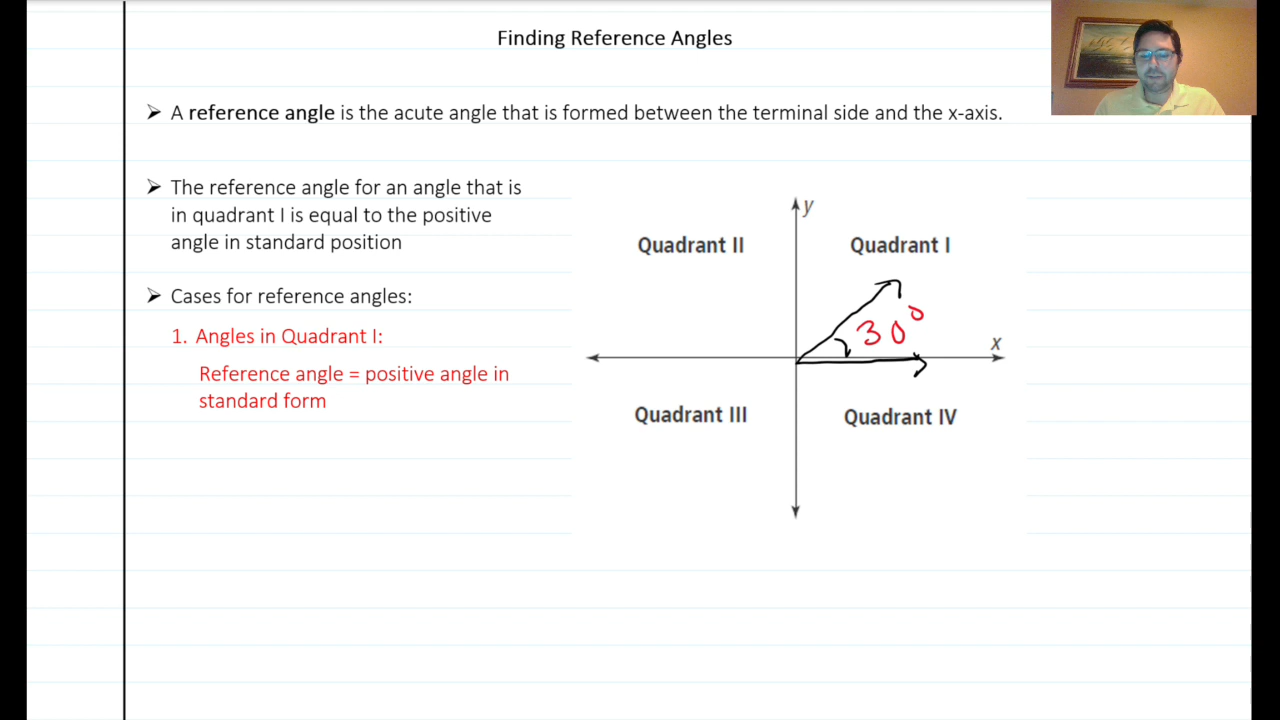 Finding Reference Angles
➢ A reference angle is the acute angle that is formed between the terminal side and the x-axis.
➢ The reference angle for an angle that is
in quadrant I is equal to the positive
angle in standard position
➢ Cases for reference angles:
1. Angles in Quadrant I:
Reference angle = positive angle in
standard form
y
Quadrant II
Quadrant I
30°
x
Quadrant III
Quadrant IV